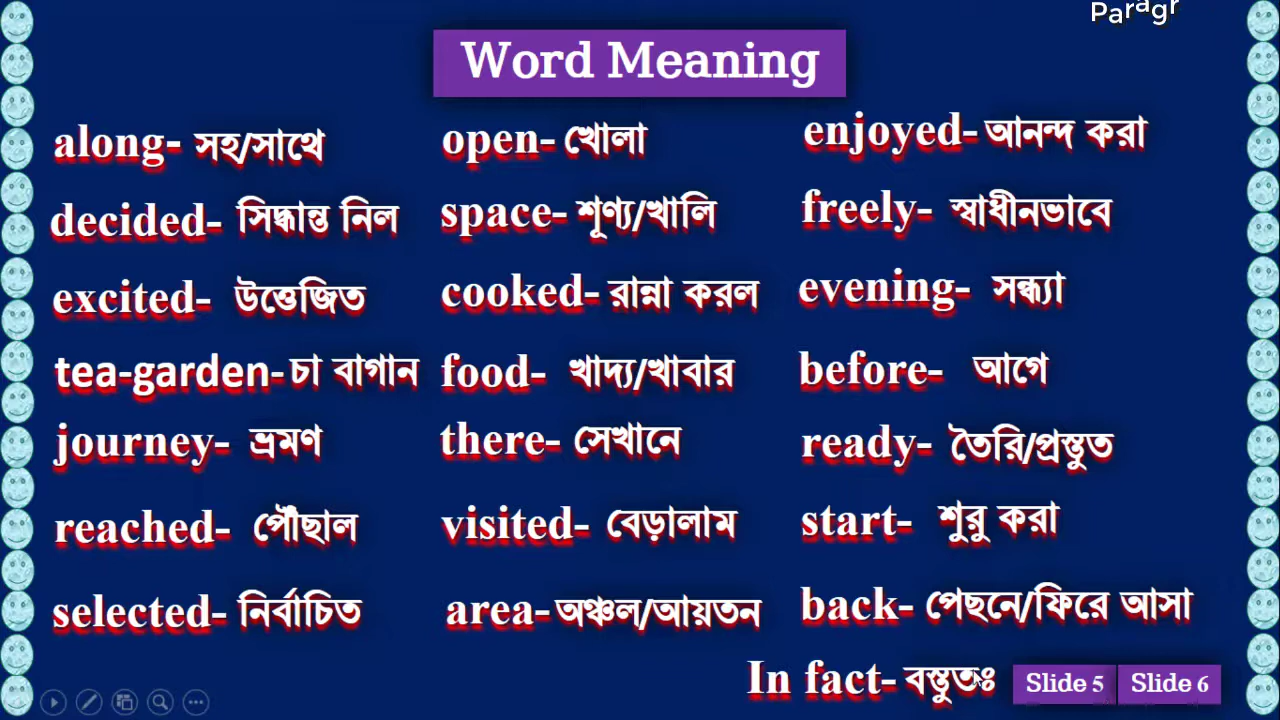 Paragr
Word Meaning
along- সহ/সাথে
decided- সিদ্ধান্ত নিল
excited- উত্তেজিত
tea-garden- চা বাগান
journey- ভ্রমণ
reached- পৌঁছাল
selected- নির্বাচিত
open- খোলা
space- শূণ্য/খালি
cooked- রান্না করল
food- খাদ্য/খাবার
there- সেখানে
visited- বেড়ালাম
area- অঞ্চল/আয়তন
enjoyed- আনন্দ করা
freely- স্বাধীনভাবে
evening- সন্ধ্যা
before- আগে
ready- তৈরি/প্রস্তুত
start- শুরু করা
back- পেছনে/ফিরে আসা
In fact- বস্তুতঃ
Slide 5 Slide 6